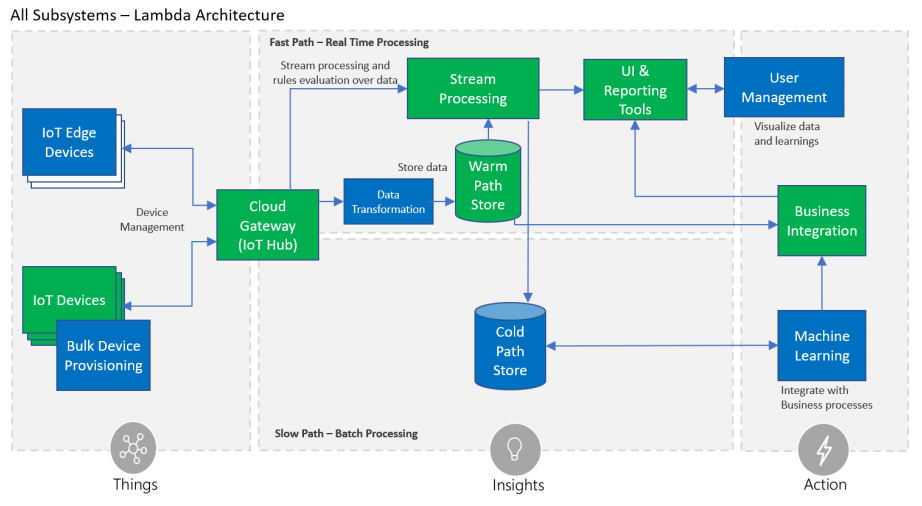 All Subsystems – Lambda Architecture
Fast Path – Real Time Processing
Stream processing and
rules evaluation over data
Stream
Processing
UI &
Reporting
Tools
User
Management
Visualize data
and learnings
IoT Edge
Devices
Store data
Warm
Path
Store
Data
Transformation
Device
Management
Cloud
Gateway
(IoT Hub)
Business
Integration
IoT Devices
Bulk Device
Provisioning
Cold
Path
Store
Machine
Learning
Integrate with
Business processes
Slow Path – Batch Processing
Things
Insights
Action